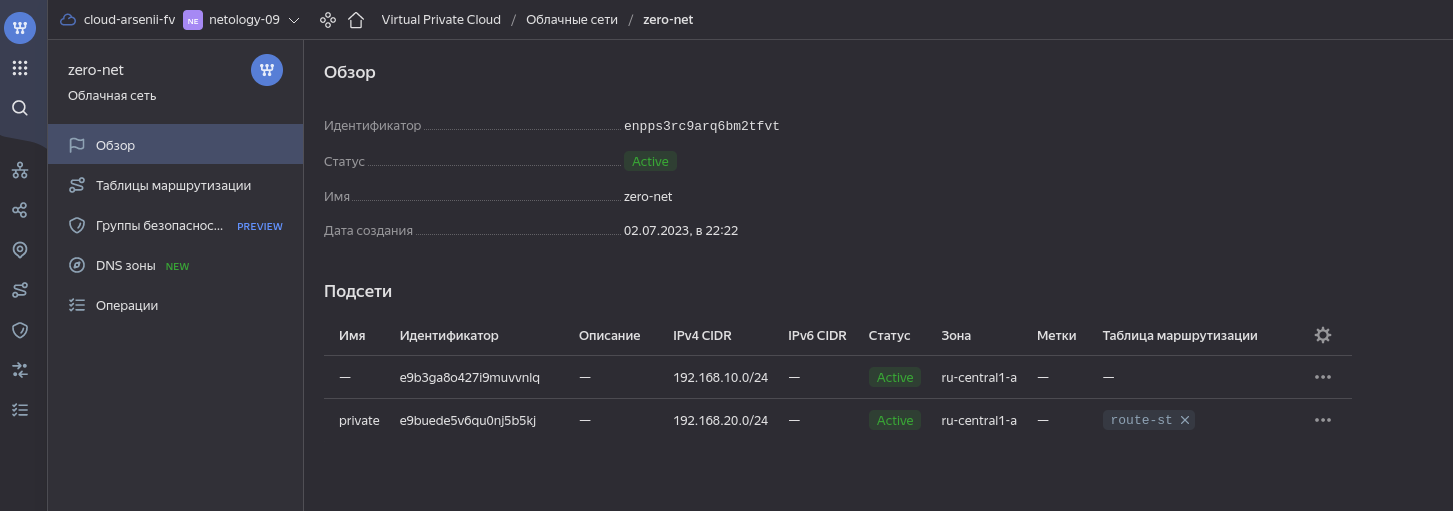 cloud-arsenii-fv NE netology-09 Virtual Private Cloud / Облачные сети / zero-net
zero-net
Облачная сеть
Обзор
Таблицы маршрутизации
Группы безопаснос... PREVIEW
DNS зоны NEW
Операции
Обзор
Идентификатор enpps3rc9arq6bm2tfvt
Статус Active
Имя zero-net
Дата создания 02.07.2023, в 22:22
Подсети
Имя Идентификатор Описание IPv4 CIDR IPv6 CIDR Статус Зона Метки Таблица маршрутизации
— e9b3ga8o427i9muvvnlq — 192.168.10.0/24 — Active ru-central1-a — —
private e9buede5v6qu0nj5b5kj — 192.168.20.0/24 — Active ru-central1-a — route-st